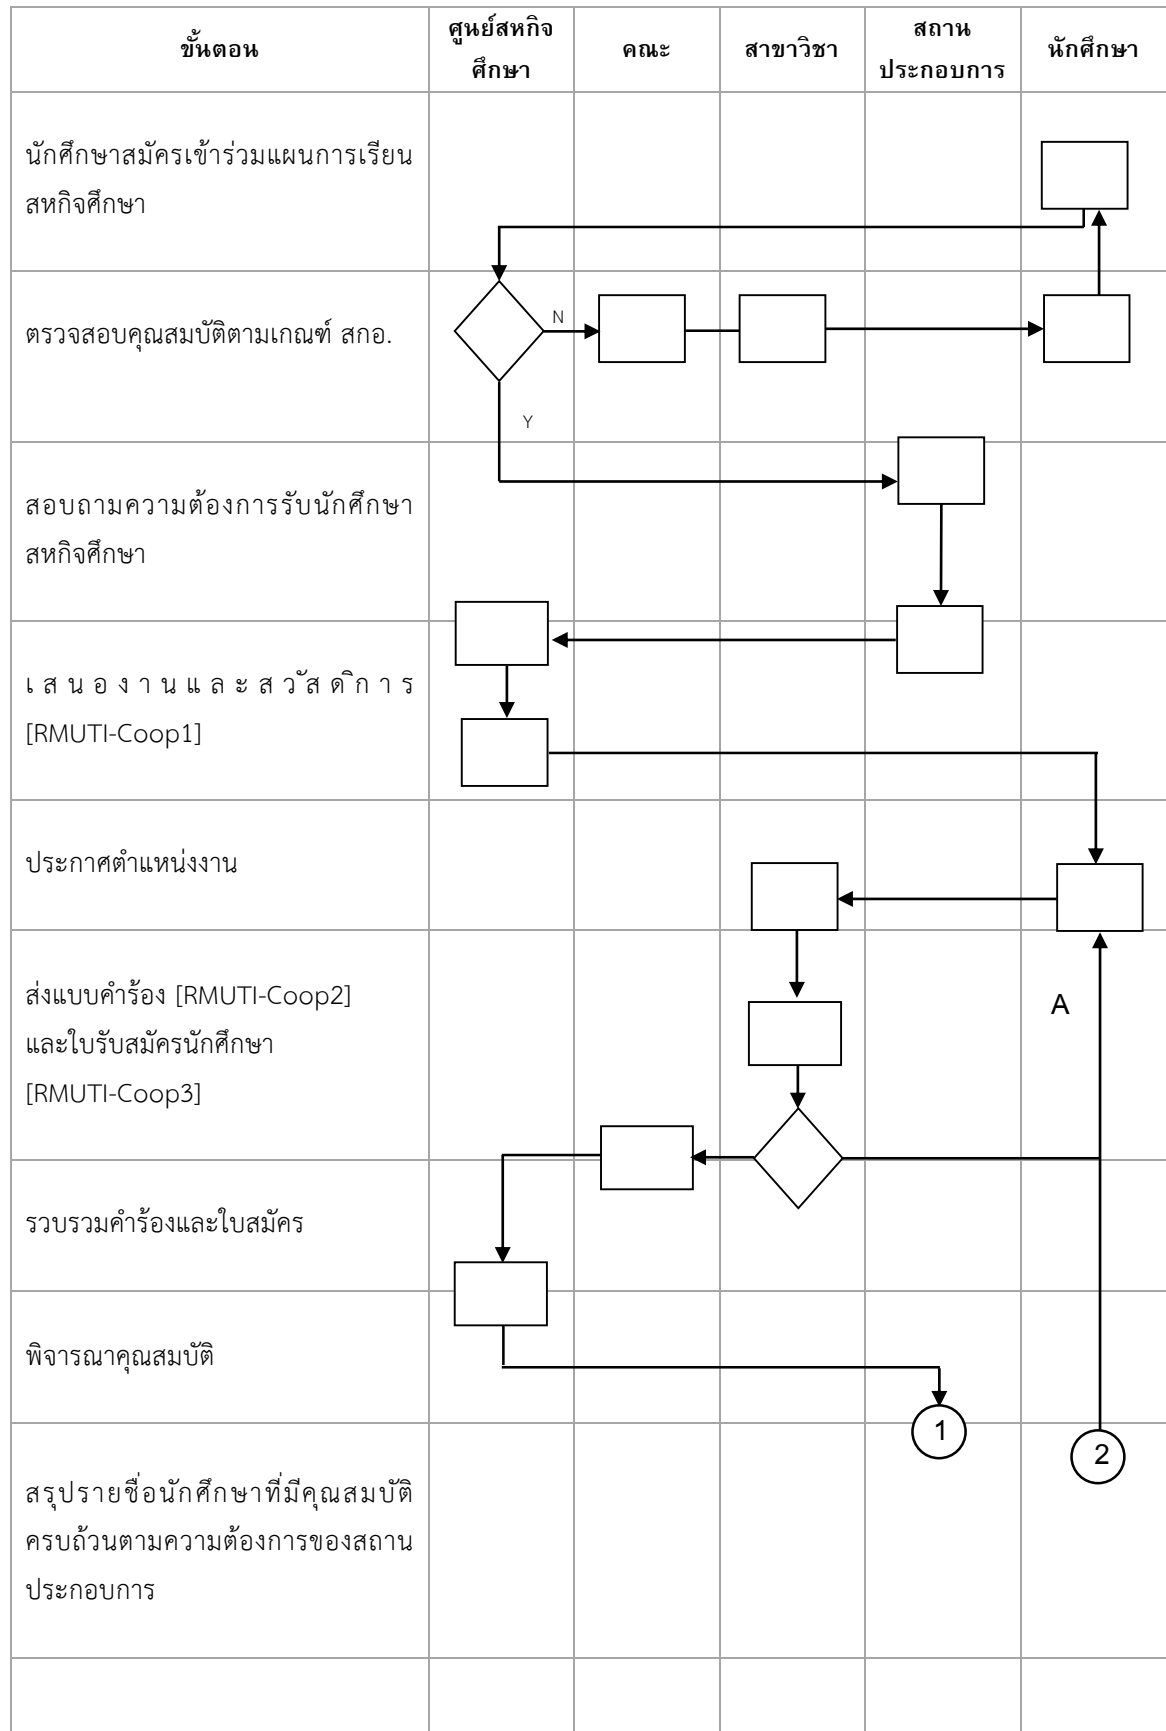 ขั้นตอน
ศูนย์สหกิจ
ศึกษา
คณะ
สาขาวิชา
สถาน
ประกอบการ
นักศึกษา
นักศึกษาสมัครเข้าร่วมแผนการเรียน
สหกิจศึกษา
ตรวจสอบคุณสมบัติตามเกณฑ์ สกอ.
N
Y
สอบถามความต้องการรับนักศึกษา
สหกิจศึกษา
เสนองานและสวัสดิการ
[RMUTI-Coop1]
ประกาศตำแหน่งงาน
ส่งแบบคำร้อง [RMUTI-Coop2]
และใบรับสมัครนักศึกษา
[RMUTI-Coop3]
A
รวบรวมคำร้องและใบสมัคร
พิจารณาคุณสมบัติ
1
2
สรุปรายชื่อนักศึกษาที่มีคุณสมบัติ
ครบถ้วนตามความต้องการของสถาน
ประกอบการ